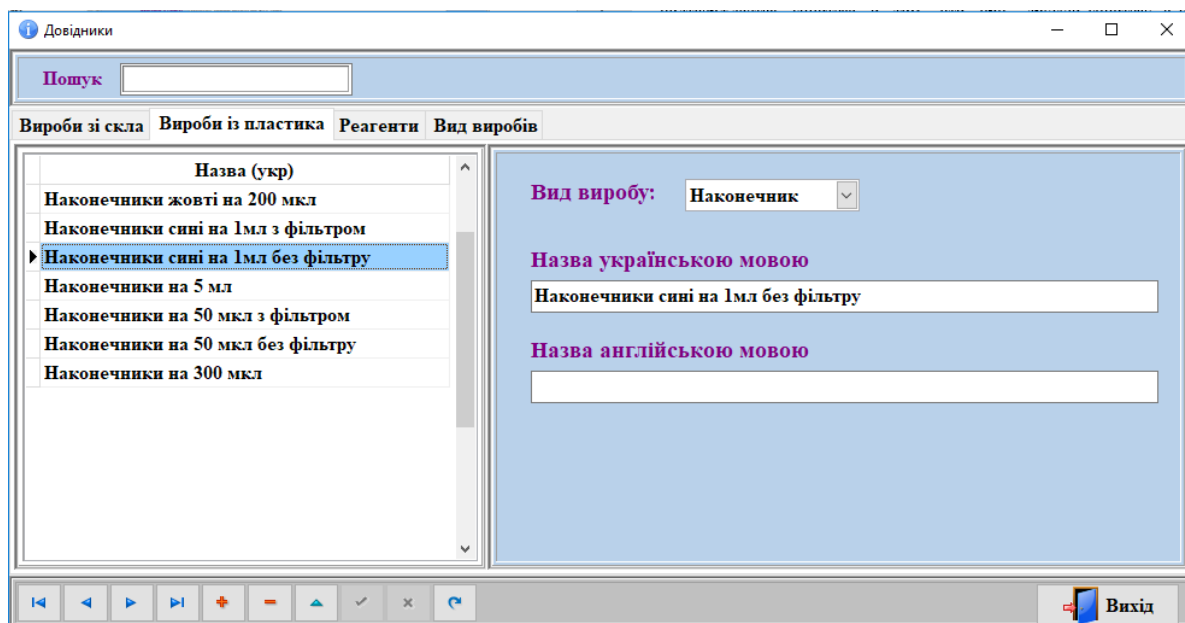 Довідники
Пошук
Вироби зі скла Вироби із пластика Реагенти Вид виробів
Назва (укр)
Наконечники жовті на 200 мкл
Наконечники сині на 1мл з фільтром
Наконечники сині на 1мл без фільтру
Наконечники на 5 мл
Наконечники на 50 мкл з фільтром
Наконечники на 50 мкл без фільтру
Наконечники на 300 мкл
Вид виробу: Наконечник
Назва українською мовою
Наконечники сині на 1мл без фільтру
Назва англійською мовою
Вихід